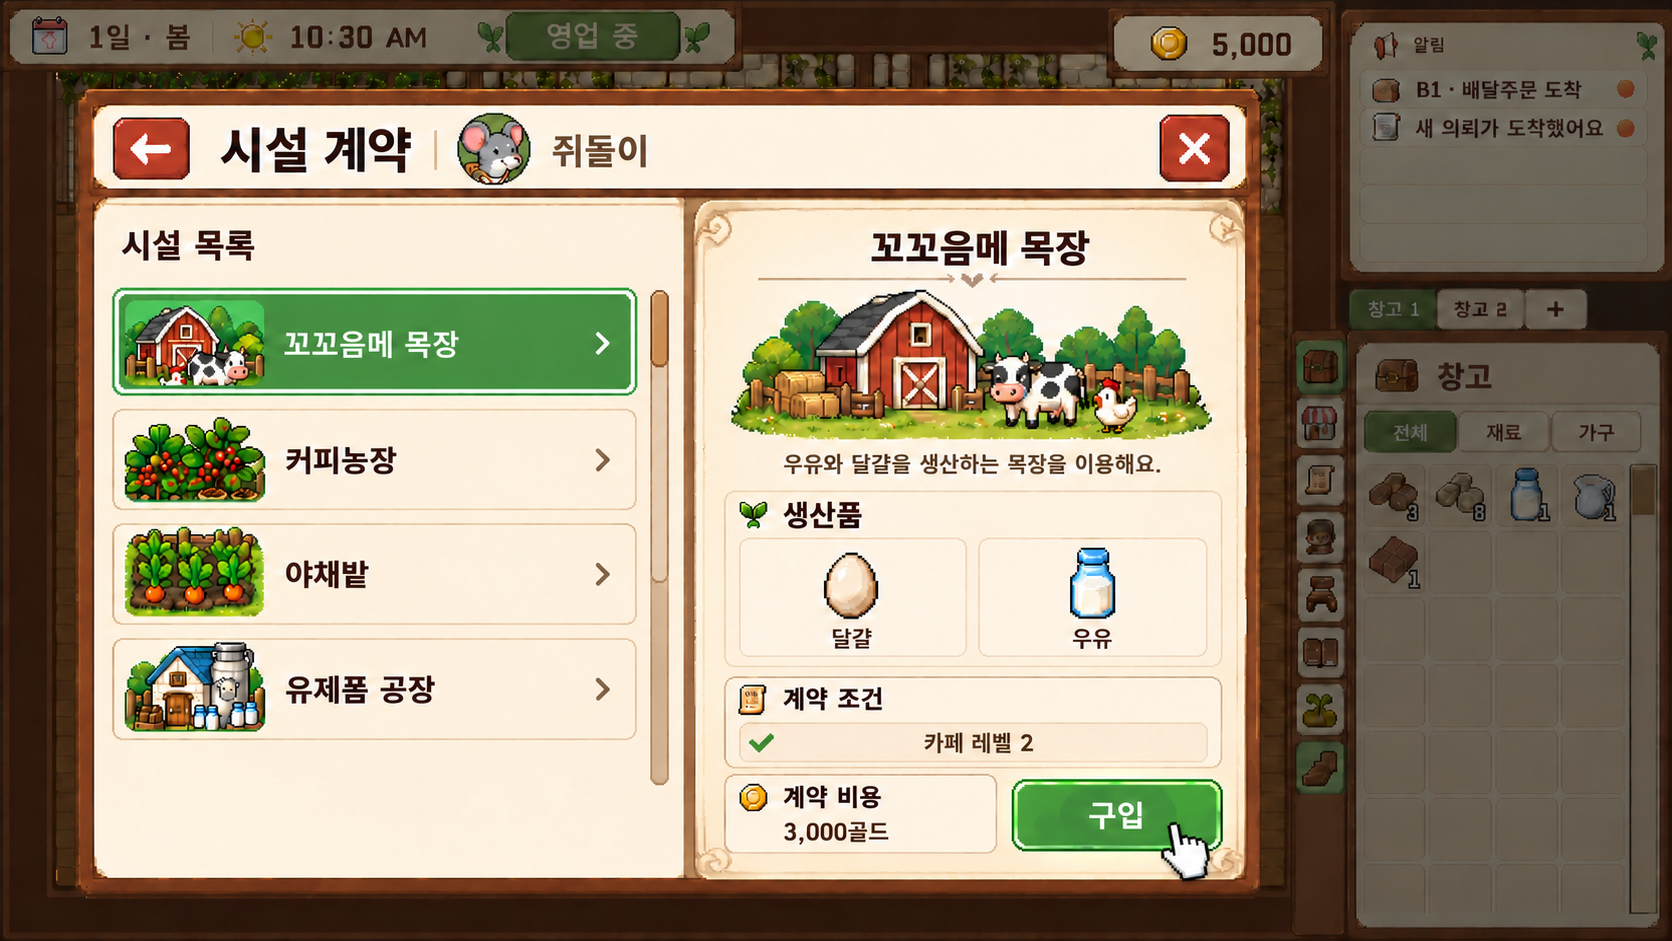 1일 · 봄
10:30 AM
영업 중
5,000
알림
B1 · 배달주문 도착
새 의뢰가 도착했어요
시설 계약
쥐돌이
시설 목록
꼬꼬음메 목장
커피농장
야채밭
유제폼 공장
꼬꼬음메 목장
우유와 달걀을 생산하는 목장을 이용해요.
생산품
달걀
우유
계약 조건
카페 레벨 2
계약 비용
3,000골드
구입
창고 1
창고 2
+
창고
전체
재료
가구
3
8
1
1
1